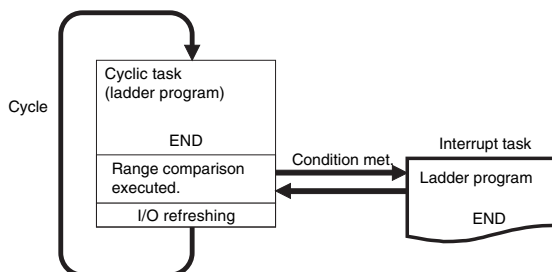 Cycle
Cyclic task
(ladder program)
END
Range comparison
executed.
I/O refreshing
Condition met.
Interrupt task
Ladder program
END